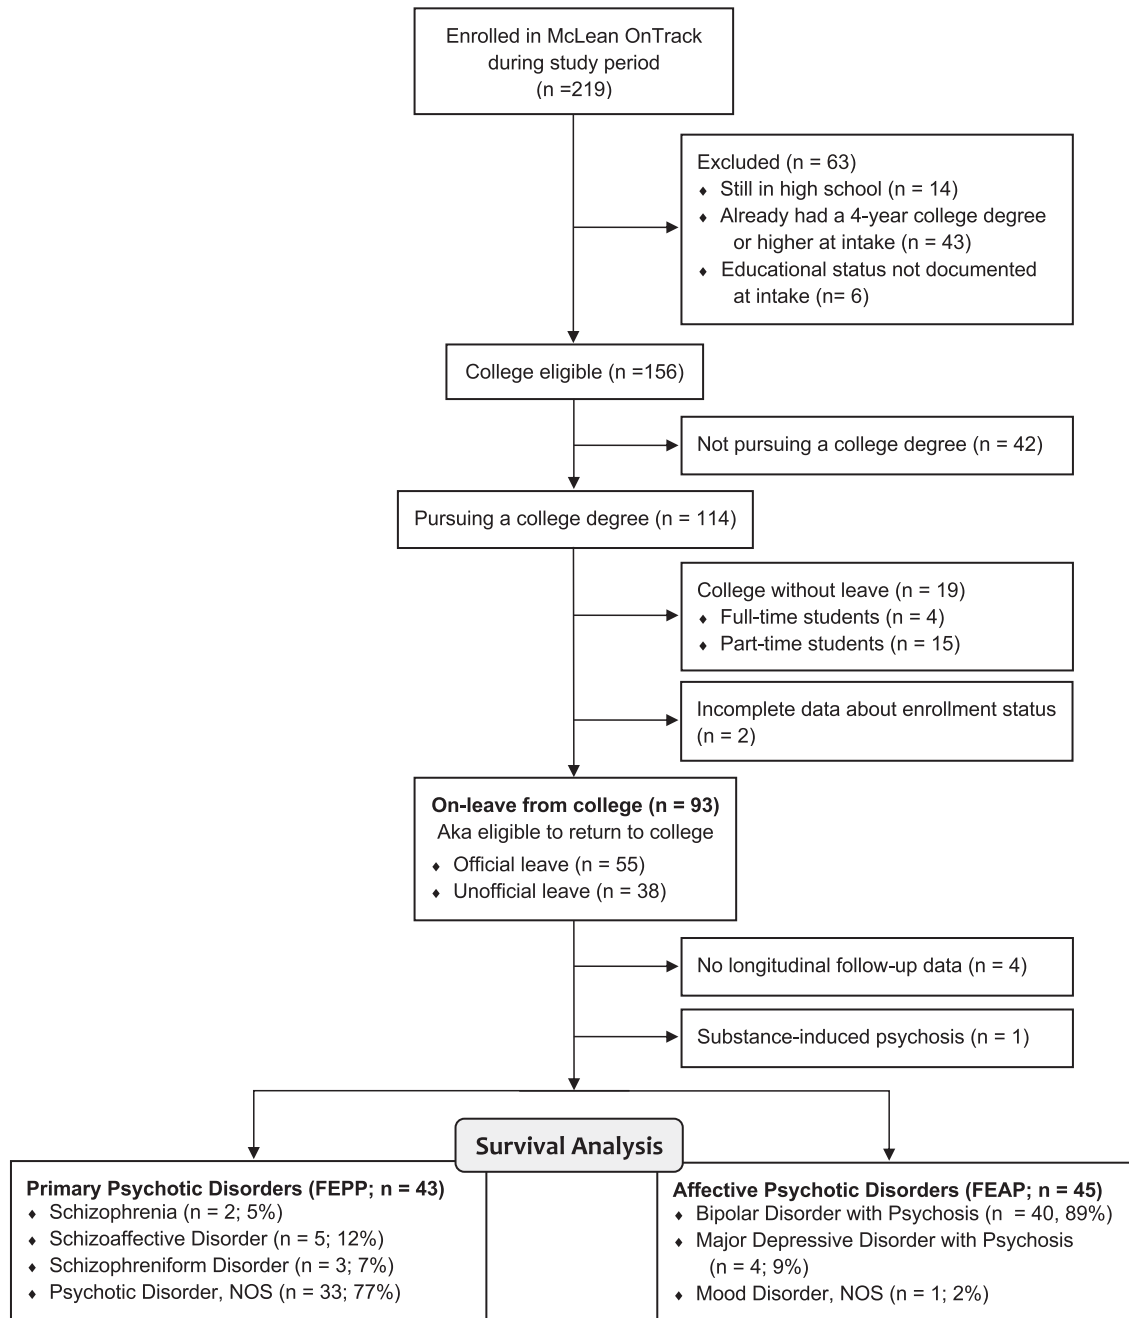 Enrolled in McLean OnTrack
during study period
(n =219)
Excluded (n = 63)
♦ Still in high school (n = 14)
♦ Already had a 4-year college degree
or higher at intake (n = 43)
♦ Educational status not documented
at intake (n= 6)
College eligible (n =156)
Not pursuing a college degree (n = 42)
Pursuing a college degree (n = 114)
College without leave (n = 19)
♦ Full-time students (n = 4)
♦ Part-time students (n = 15)
Incomplete data about enrollment status
(n = 2)
On-leave from college (n = 93)
Aka eligible to return to college
♦ Official leave (n = 55)
♦ Unofficial leave (n = 38)
No longitudinal follow-up data (n = 4)
Substance-induced psychosis (n = 1)
Survival Analysis
Primary Psychotic Disorders (FEPP; n = 43)
♦ Schizophrenia (n = 2; 5%)
♦ Schizoaffective Disorder (n = 5; 12%)
♦ Schizophreniform Disorder (n = 3; 7%)
♦ Psychotic Disorder, NOS (n = 33; 77%)
Affective Psychotic Disorders (FEAP; n = 45)
♦ Bipolar Disorder with Psychosis (n = 40, 89%)
♦ Major Depressive Disorder with Psychosis
(n = 4; 9%)
♦ Mood Disorder, NOS (n = 1; 2%)